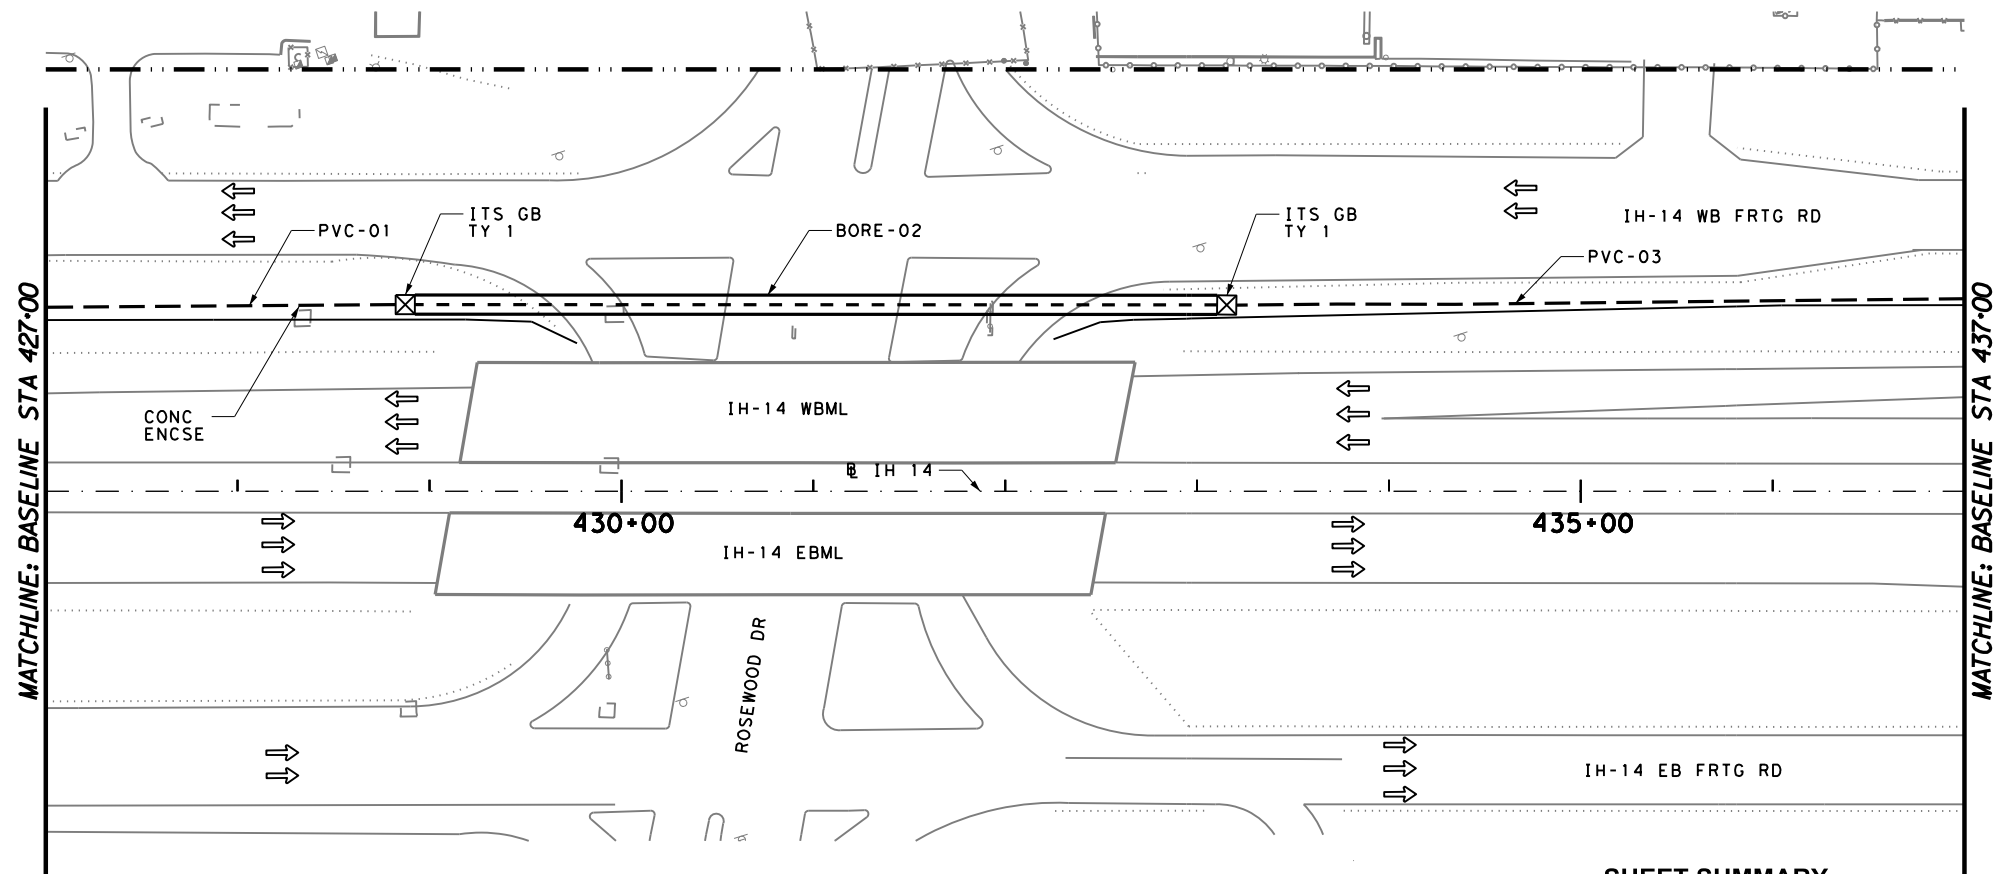 IH-14 WB FRTG RD
ITS GB
TY 1
ITS GB
TY 1
PVC-01
BORE-02
PVC-03
MATCHLINE: BASELINE STA 427+00
MATCHLINE: BASELINE STA 437+00
CONC
ENCSE
IH-14 WBML
IH 14
430+00
435+00
IH-14 EBML
ROSEWOOD DR
IH-14 EB FRTG RD
SHEET SUMMARY